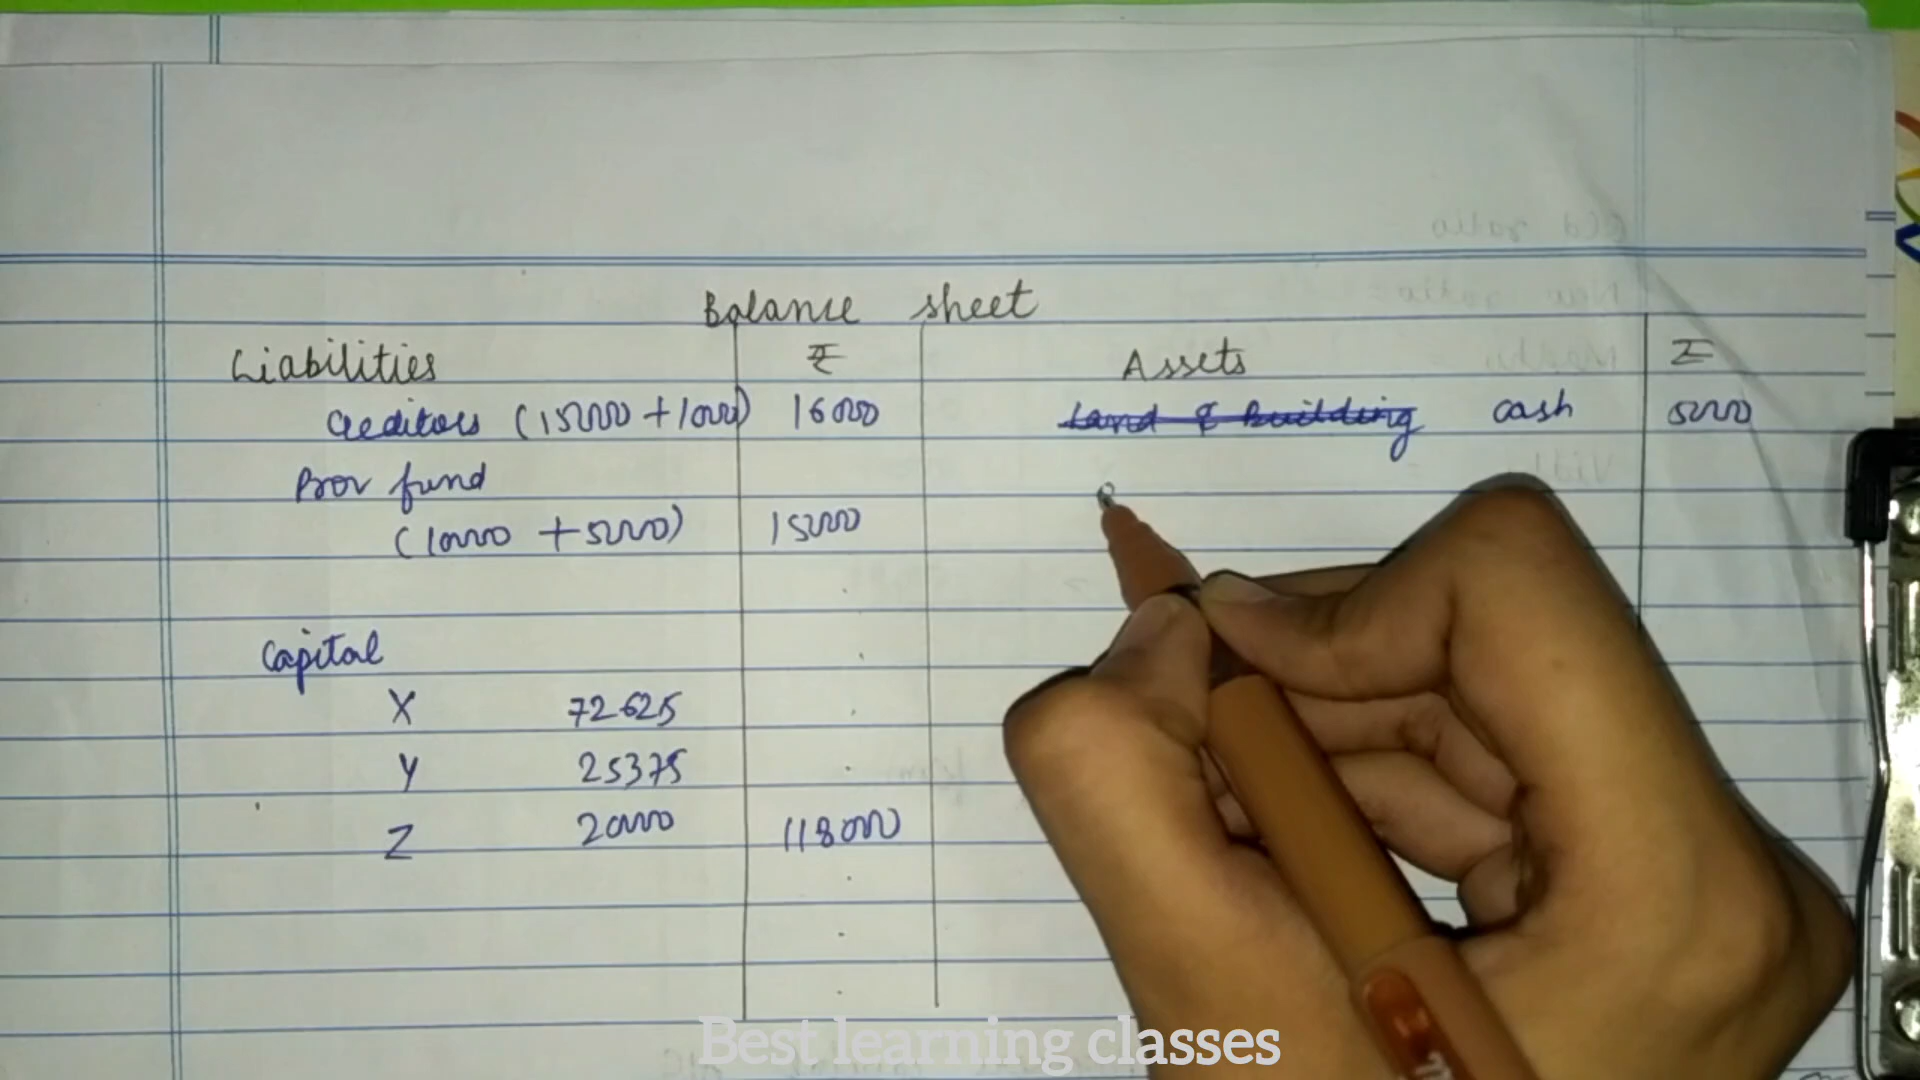 Balance sheet
Liabilities ₹ Assets ₹
Creditors (15000 + 1000) 16000 Land & Building cash 5000
Prov fund
(10000 + 5000) 15000
Capital
X 72625
Y 25375
Z 20000 118000
Best learning classes